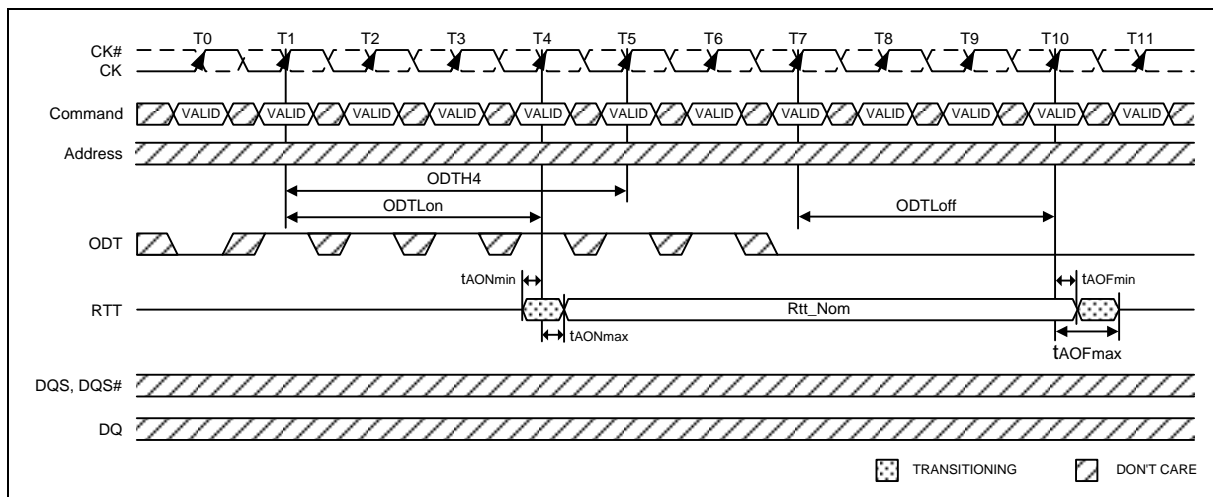 T0 T1 T2 T3 T4 T5 T6 T7 T8 T9 T10 T11
CK#
CK
Command VALID VALID VALID VALID VALID VALID VALID VALID VALID VALID VALID VALID
Address
ODTH4
ODTLon ODTLoff
ODT
tAONmin tAOFmin
RTT Rtt_Nom
tAONmax tAOFmax
DQS, DQS#
DQ
TRANSITIONING DON'T CARE